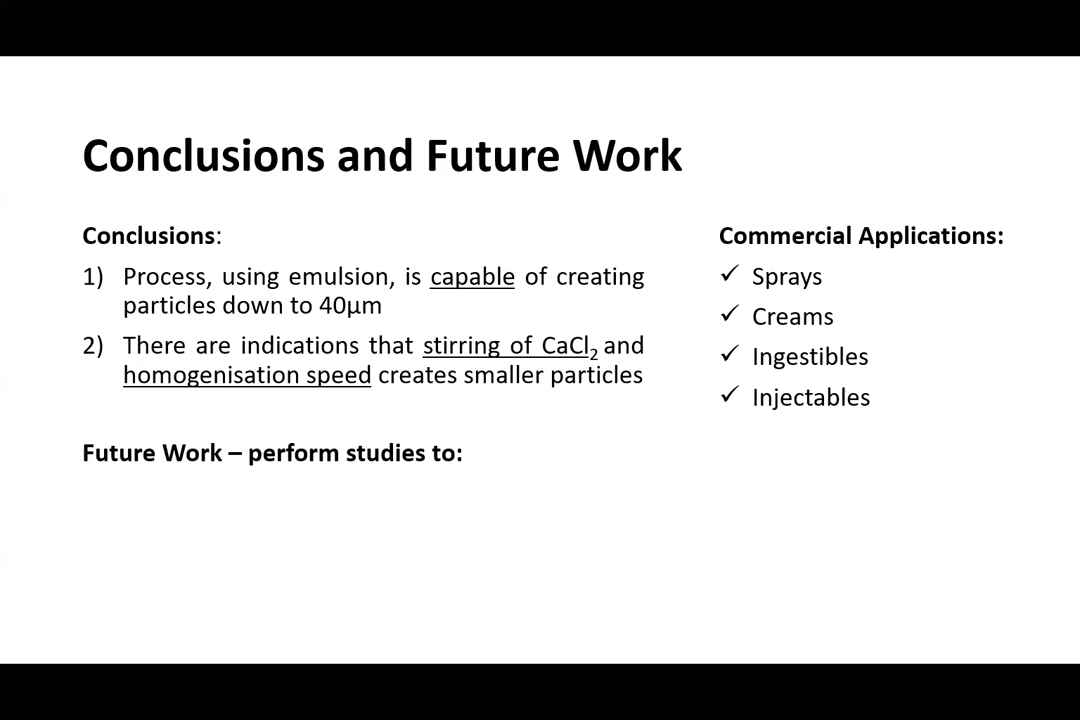 Conclusions and Future Work
Conclusions:
1) Process, using emulsion, is capable of creating
particles down to 40µm
2) There are indications that stirring of CaCl₂ and
homogenisation speed creates smaller particles
Future Work – perform studies to:
Commercial Applications:
✓ Sprays
✓ Creams
✓ Ingestibles
✓ Injectables